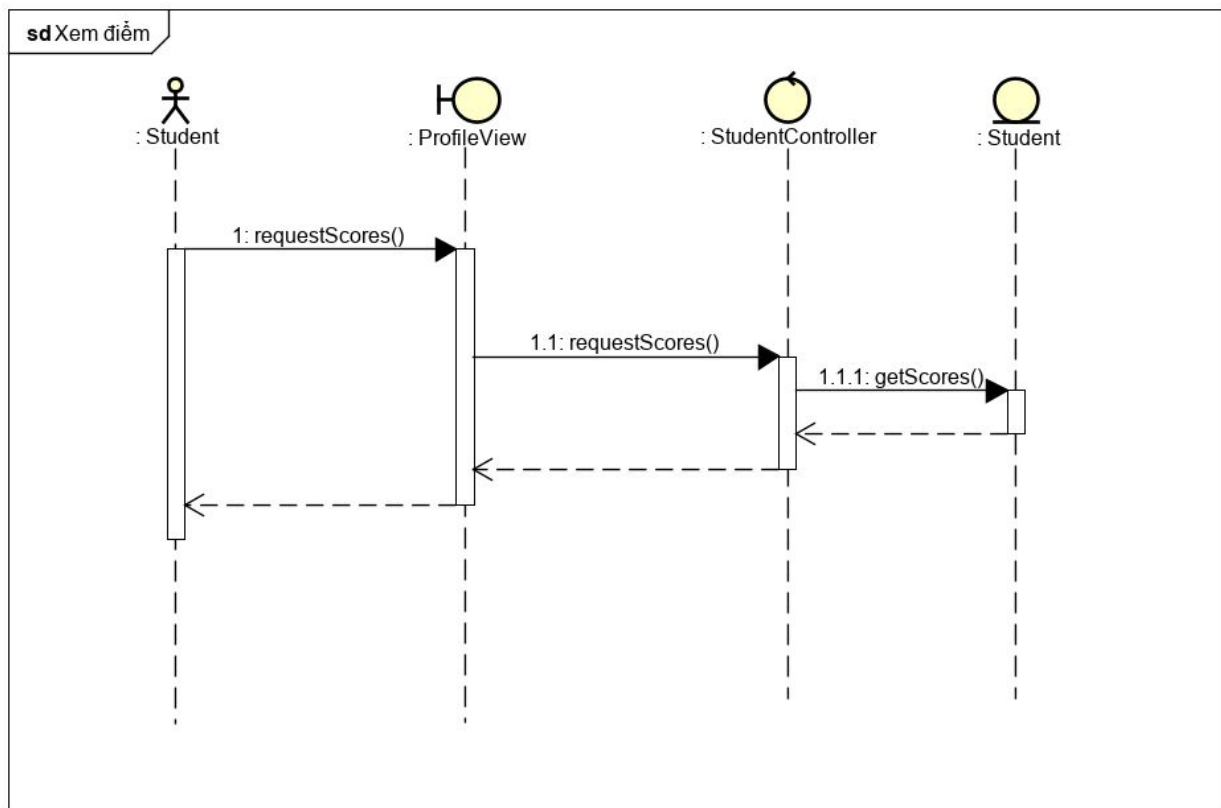 sd Xem điểm
: Student
: ProfileView
: StudentController
: Student
1: requestScores()
1.1: requestScores()
1.1.1: getScores()